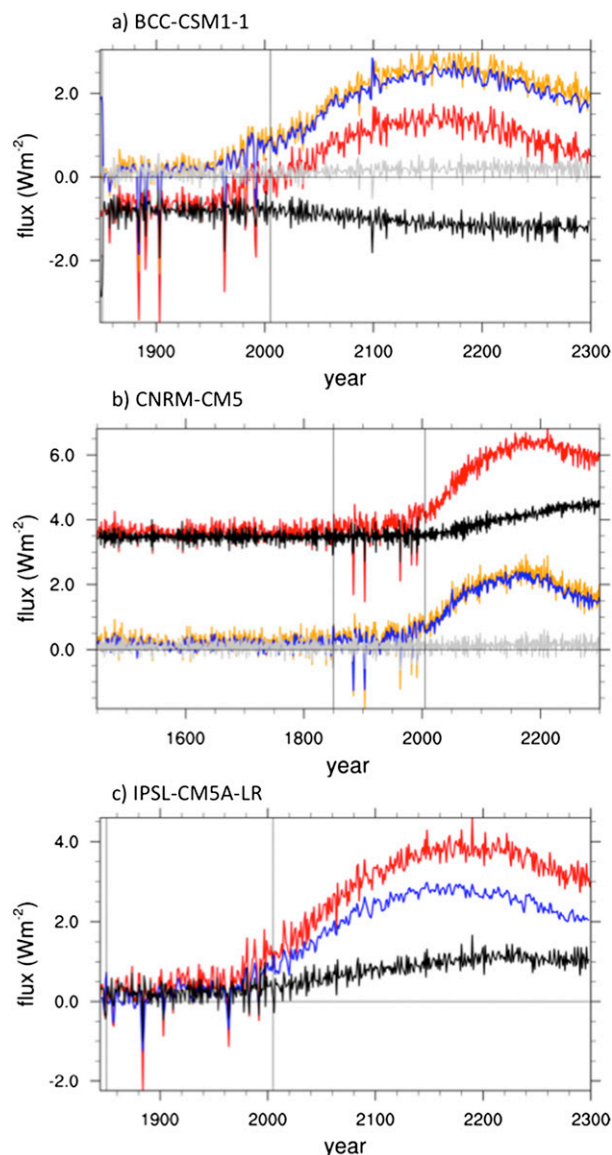 a) BCC-CSM1-1
2.0
0.0
-2.0
flux (Wm-2)
1900 2000 2100 2200 2300
year
b) CNRM-CM5
6.0
4.0
2.0
0.0
flux (Wm-2)
1600 1800 2000 2200
year
c) IPSL-CM5A-LR
4.0
2.0
0.0
-2.0
flux (Wm-2)
1900 2000 2100 2200 2300
year